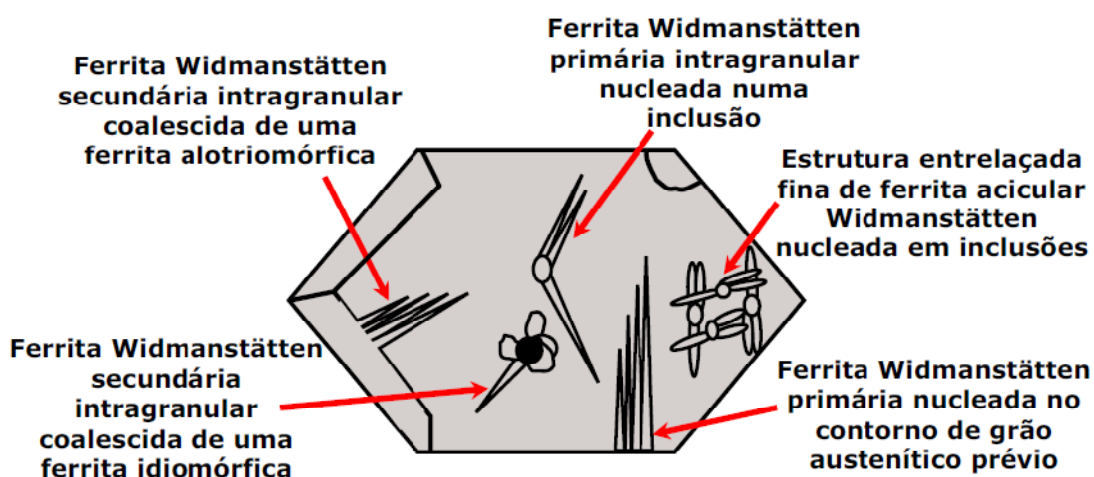 Ferrita Widmanstätten
secundária intragranular
coalescida de uma
ferrita alotriomórfica
Ferrita Widmanstätten
primária intragranular
nucleada numa
inclusão
Estrutura entrelaçada
fina de ferrita acicular
Widmanstätten
nucleada em inclusões
Ferrita Widmanstätten
secundária
intragranular
coalescida de uma
ferrita idiomórfica
Ferrita Widmanstätten
primária nucleada no
contorno de grão
austenítico prévio